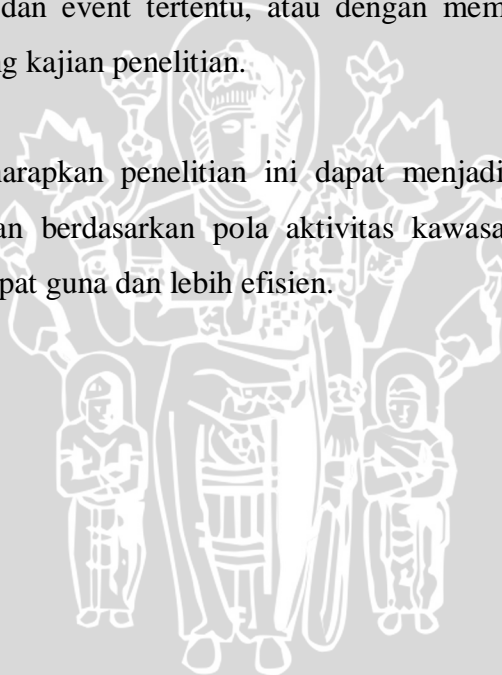 dan event tertentu, atau dengan mem
g kajian penelitian.
arapkan penelitian ini dapat menjadi
an berdasarkan pola aktivitas kawasa
pat guna dan lebih efisien.